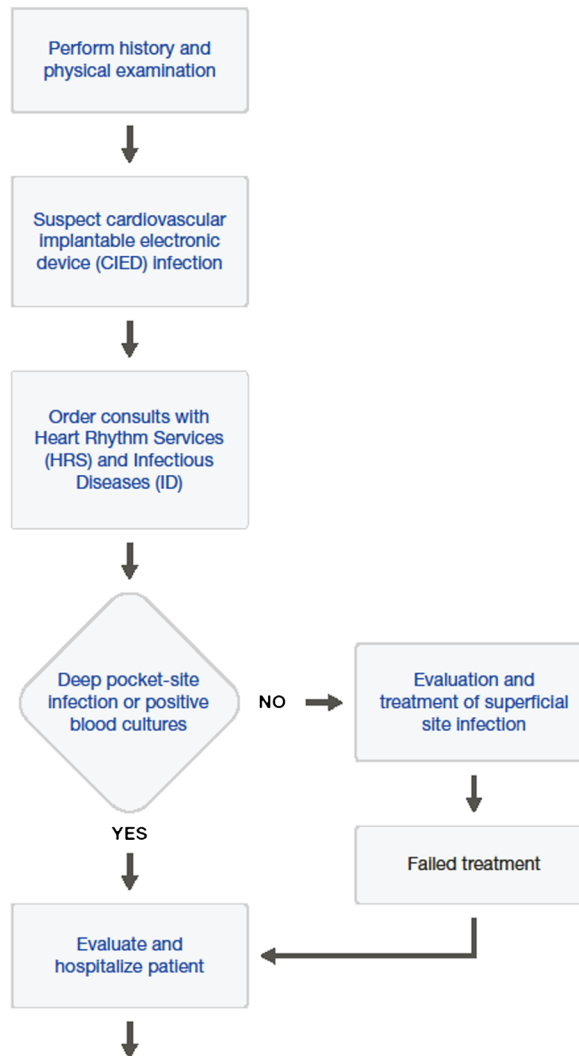 Perform history and
physical examination
Suspect cardiovascular
implantable electronic
device (CIED) infection
Order consults with
Heart Rhythm Services
(HRS) and Infectious
Diseases (ID)
Deep pocket-site
infection or positive
blood cultures
NO
Evaluation and
treatment of superficial
site infection
YES
Failed treatment
Evaluate and
hospitalize patient